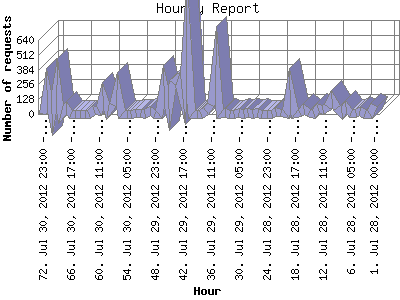 Hourly Report
Number of requests
640
512
384
256
128
0
72. Jul 30, 2012 23:00 -...
66. Jul 30, 2012 17:00 -...
60. Jul 30, 2012 11:00 -...
54. Jul 30, 2012 05:00 -...
48. Jul 29, 2012 23:00 -...
42. Jul 29, 2012 17:00 -...
36. Jul 29, 2012 11:00 -...
30. Jul 29, 2012 05:00 -...
24. Jul 28, 2012 23:00 -...
18. Jul 28, 2012 17:00 -...
12. Jul 28, 2012 11:00 -...
6. Jul 28, 2012 05:00 -...
1. Jul 28, 2012 00:00 -...
Hour